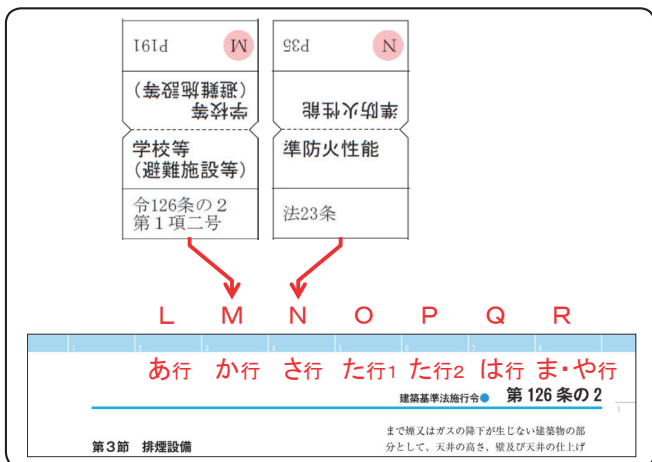 P191 M
P35 N
学校等
(避難施設等)
準防火性能
学校等
(避難施設等)
準防火性能
令126条の2
第1項二号
法23条
L M N O P Q R
1 2 3 4 5 6 7 8
あ行 か行 さ行 た行1 た行2 は行 ま・や行
建築基準法施行令● 第126条の2
1
まで煙又はガスの降下が生じない建築物の部
第3節 排煙設備
分として、天井の高さ、壁及び天井の仕上げ